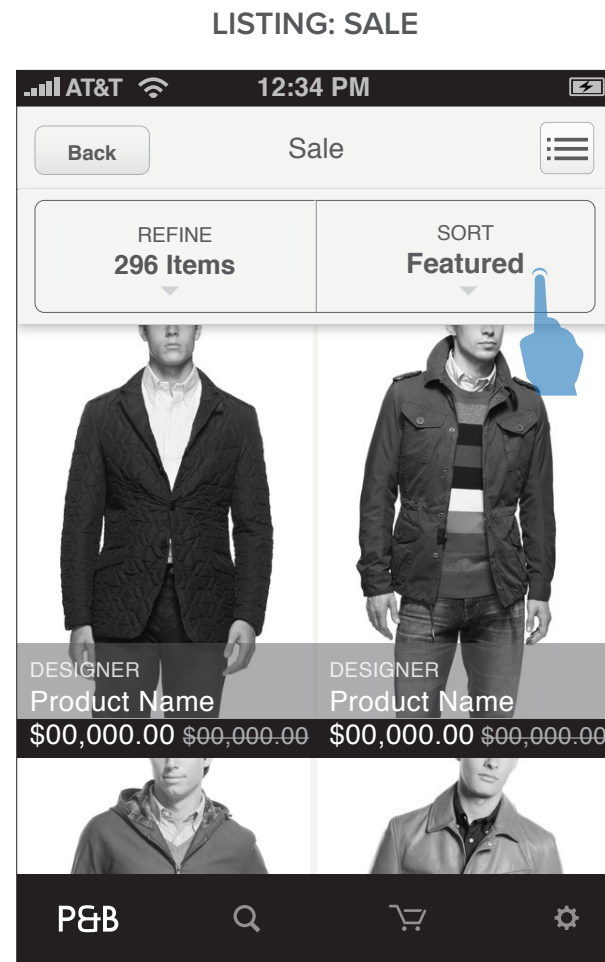 LISTING: SALE
AT&T 12:34 PM
Back Sale
REFINE SORT
296 Items Featured
DESIGNER DESIGNER
Product Name Product Name
$00,000.00 $00,000.00 $00,000.00 $00,000.00
P&B